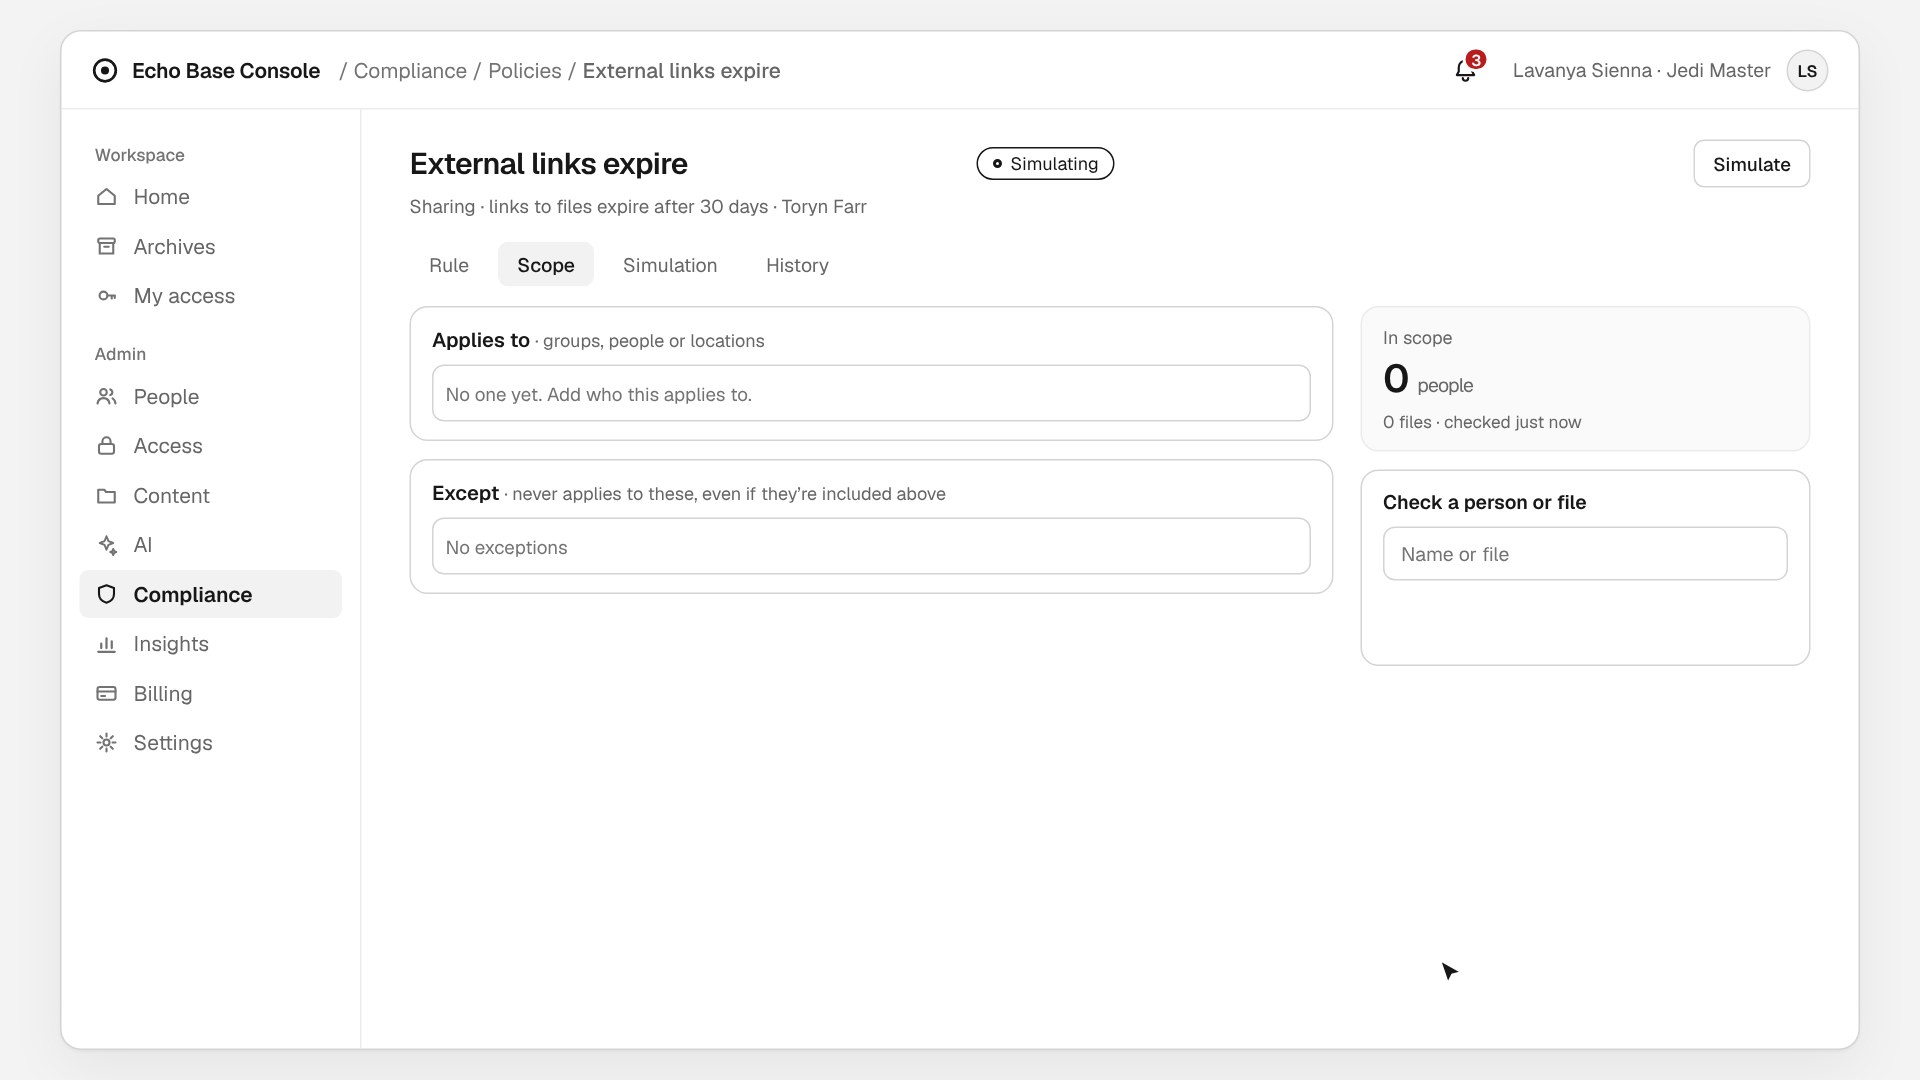 Echo Base Console / Compliance / Policies / External links expire
3
Lavanya Sienna · Jedi Master
LS
Workspace
Home
Archives
My access
Admin
People
Access
Content
AI
Compliance
Insights
Billing
Settings
External links expire
Simulating
Simulate
Sharing · links to files expire after 30 days · Toryn Farr
Rule
Scope
Simulation
History
Applies to · groups, people or locations
No one yet. Add who this applies to.
Except · never applies to these, even if they’re included above
No exceptions
In scope
0 people
0 files · checked just now
Check a person or file
Name or file